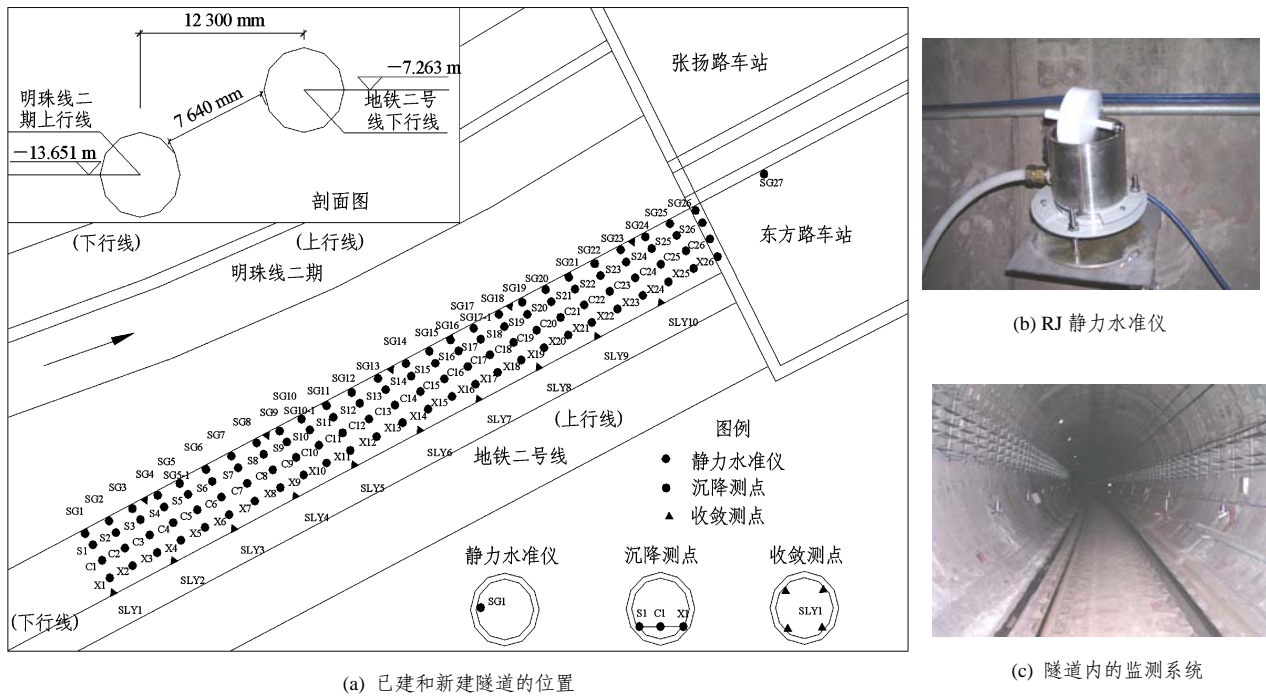 12 300 mm
－7.263 m
地铁二号
线下行线
7 640 mm
明珠线二
期上行线
－13.651 m
剖面图
(下行线)
(上行线)
明珠线二期
张扬路车站
东方路车站
SG27
SG1
SG2
SG3
SG4
SG5
SG5-1
SG6
SG7
SG8
SG9
SG10
SG10-1
SG11
SG12
SG13
SG14
SG15
SG16
SG17
SG17-1
SG18
SG19
SG20
SG21
SG22
SG23
SG24
SG25
SG26
S1
S2
S3
S4
S5
S6
S7
S8
S9
S10
S11
S12
S13
S14
S15
S16
S17
S18
S19
S20
S21
S22
S23
S24
S25
S26
C1
C2
C3
C4
C5
C6
C7
C8
C9
C10
C11
C12
C13
C14
C15
C16
C17
C18
C19
C20
C21
C22
C23
C24
C25
C26
X1
X2
X3
X4
X5
X6
X7
X8
X9
X10
X11
X12
X13
X14
X15
X16
X17
X18
X19
X20
X21
X22
X23
X24
X25
X26
SLY1
SLY2
SLY3
SLY4
SLY5
SLY6
SLY7
SLY8
SLY9
SLY10
(下行线)
(上行线)
地铁二号线
图例
静力水准仪
沉降测点
收敛测点
静力水准仪
SG1
沉降测点
S1 C1 X1
收敛测点
SLY1
(a) 已建和新建隧道的位置
(b) RJ 静力水准仪
(c) 隧道内的监测系统